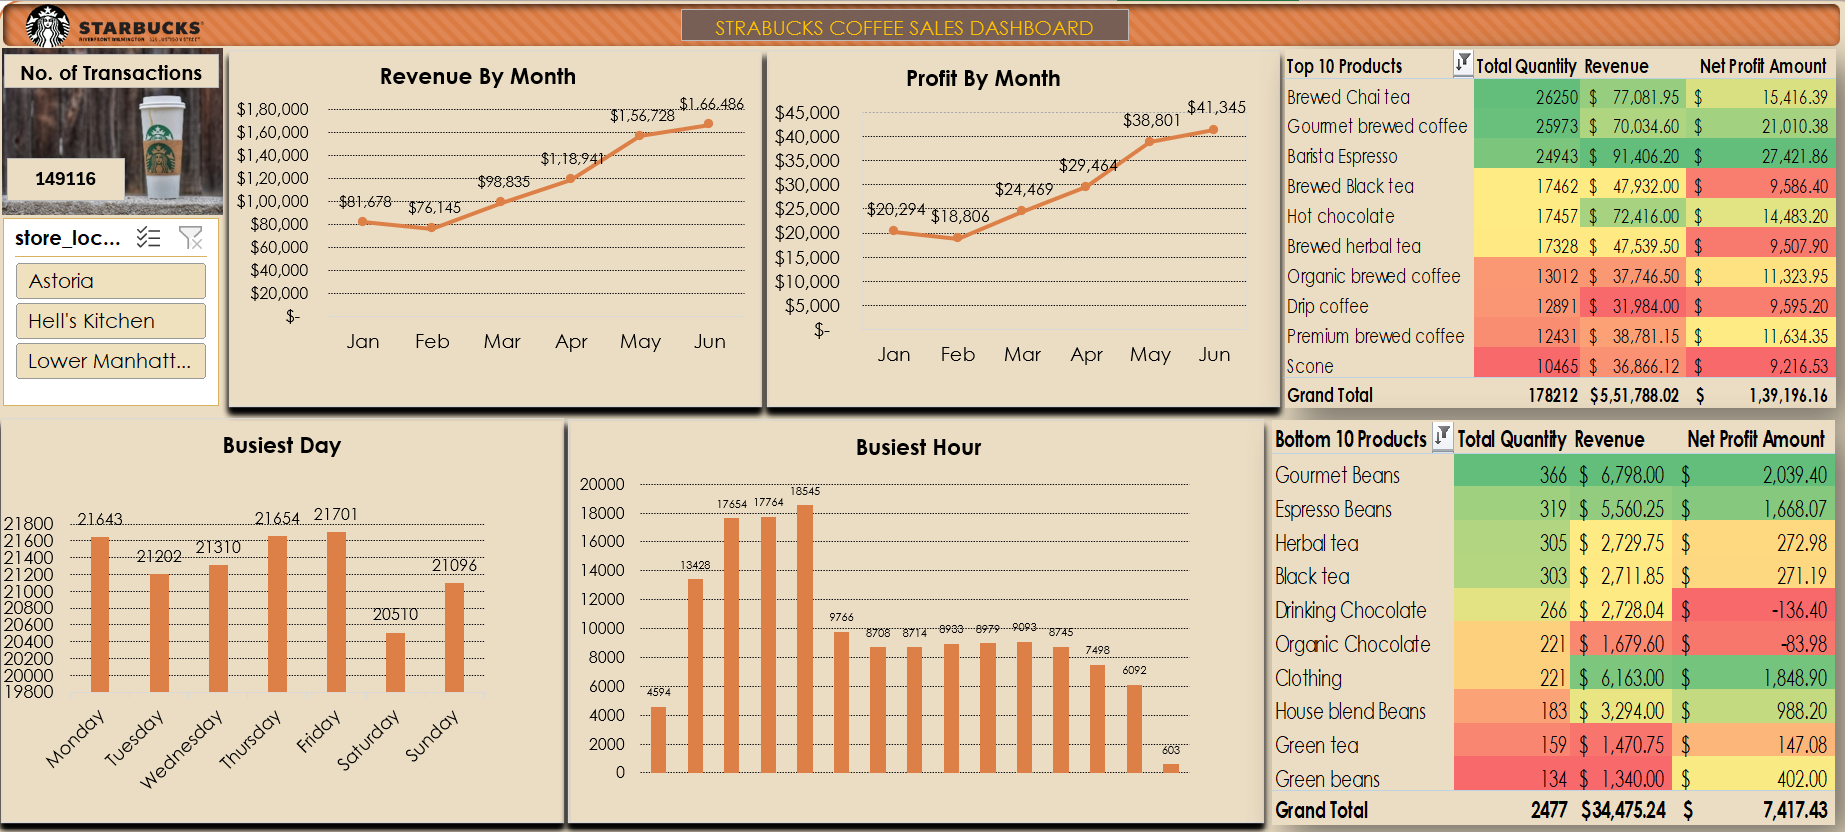 STARBUCKS
STRABUCKS COFFEE SALES DASHBOARD
No. of Transactions
149116
store_loc...
Astoria
Hell's Kitchen
Lower Manhatt...
Revenue By Month
$1,80,000
$1,60,000
$1,40,000
$1,20,000
$1,00,000
$80,000
$60,000
$40,000
$20,000
$-
$81,678
$76,145
$98,835
$1,18,941
$1,56,728
$1,66,486
Jan Feb Mar Apr May Jun
Profit By Month
$45,000
$40,000
$35,000
$30,000
$25,000
$20,000
$15,000
$10,000
$5,000
$-
$20,294
$18,806
$24,469
$29,464
$38,801
$41,345
Jan Feb Mar Apr May Jun
Top 10 Products Total Quantity Revenue Net Profit Amount
Brewed Chai tea 26250 $ 77,081.95 $ 15,416.39
Gourmet brewed coffee 25973 $ 70,034.60 $ 21,010.38
Barista Espresso 24943 $ 91,406.20 $ 27,421.86
Brewed Black tea 17462 $ 47,932.00 $ 9,586.40
Hot chocolate 17457 $ 72,416.00 $ 14,483.20
Brewed herbal tea 17328 $ 47,539.50 $ 9,507.90
Organic brewed coffee 13012 $ 37,746.50 $ 11,323.95
Drip coffee 12891 $ 31,984.00 $ 9,595.20
Premium brewed coffee 12431 $ 38,781.15 $ 11,634.35
Scone 10465 $ 36,866.12 $ 9,216.53
Grand Total 178212 $5,51,788.02 $ 1,39,196.16
Busiest Day
21800
21600
21400
21200
21000
20800
20600
20400
20200
20000
19800
21643
21202
21310
21654
21701
20510
21096
Monday
Tuesday
Wednesday
Thursday
Friday
Saturday
Sunday
Busiest Hour
20000
18000
16000
14000
12000
10000
8000
6000
4000
2000
0
4594
13428
17654
17764
18545
9766
8708
8714
8933
8979
9093
8745
7498
6092
603
Bottom 10 Products Total Quantity Revenue Net Profit Amount
Gourmet Beans 366 $ 6,798.00 $ 2,039.40
Espresso Beans 319 $ 5,560.25 $ 1,668.07
Herbal tea 305 $ 2,729.75 $ 272.98
Black tea 303 $ 2,711.85 $ 271.19
Drinking Chocolate 266 $ 2,728.04 $ -136.40
Organic Chocolate 221 $ 1,679.60 $ -83.98
Clothing 221 $ 6,163.00 $ 1,848.90
House blend Beans 183 $ 3,294.00 $ 988.20
Green tea 159 $ 1,470.75 $ 147.08
Green beans 134 $ 1,340.00 $ 402.00
Grand Total 2477 $34,475.24 $ 7,417.43